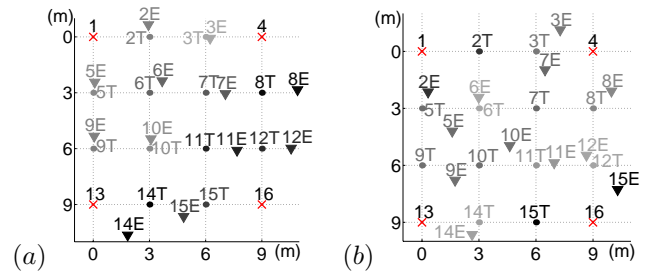 (m)
1
2E
2T
3T
3E
4
0
5E
5T
6E
6T
7T
7E
8T
8E
3
9E
9T
10E
10T
11T
11E
12T
12E
6
13
14T
15T
16
9
14E
15E
0 3 6 9 (m)
(a)
(m)
1
2T
3T
3E
4
0
7E
2E
5T
6E
6T
7T
8E
8T
3
5E
10E
9T
10T
11T
11E
12E
12T
6
9E
15E
13
14T
15T
16
9
14E
0 3 6 9 (m)
(b)